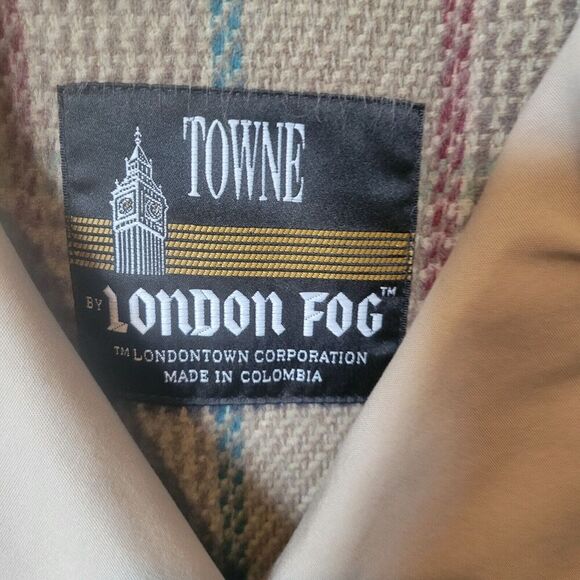 TOWNE
BY LONDON FOG™
TM LONDONTOWN CORPORATION
MADE IN COLOMBIA